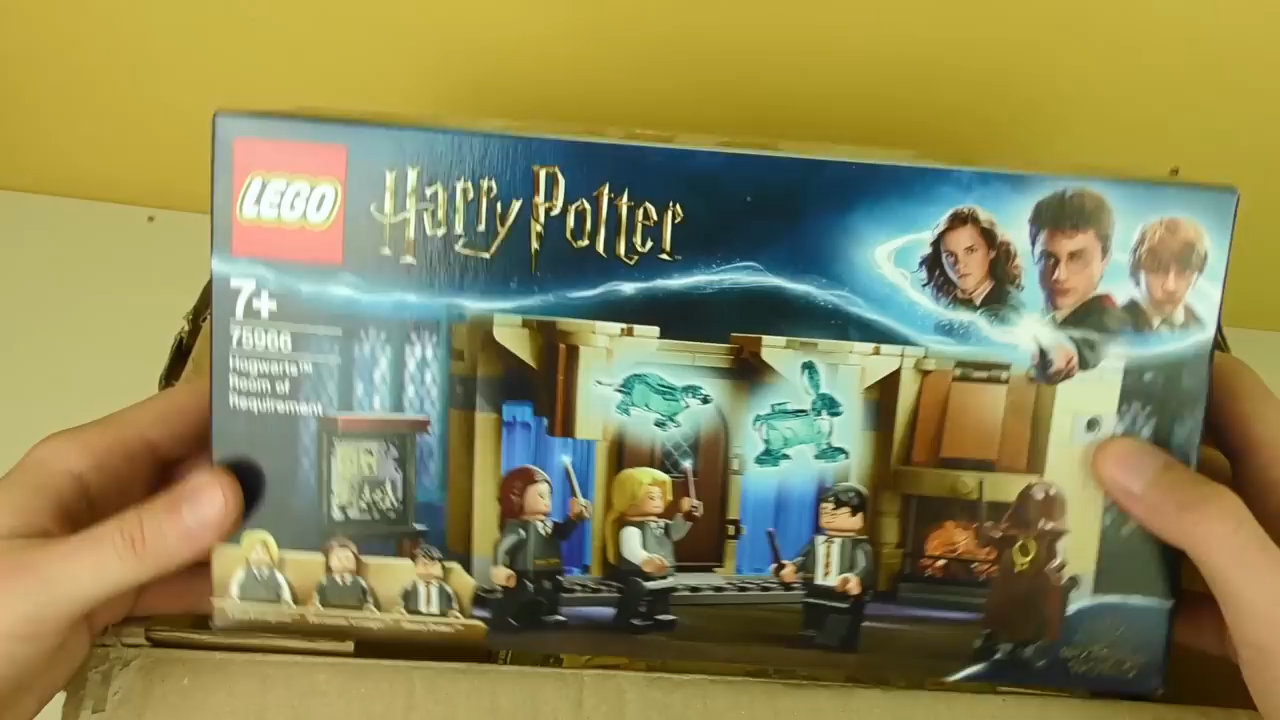 LEGO
Harry Potter
7+
75966
Hogwarts™
Room of
Requirement